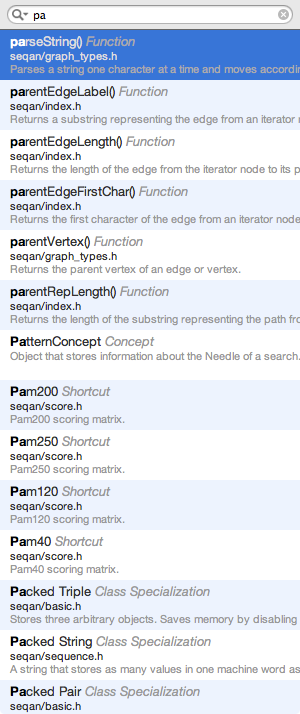 pa
parseString() Function
seqan/graph_types.h
Parses a string one character at a time and moves accordin
parentEdgeLabel() Function
seqan/index.h
Returns a substring representing the edge from an iterator n
parentEdgeLength() Function
seqan/index.h
Returns the length of the edge from the iterator node to its p
parentEdgeFirstChar() Function
seqan/index.h
Returns the first character of the edge from an iterator node
parentVertex() Function
seqan/graph_types.h
Returns the parent vertex of an edge or vertex.
parentRepLength() Function
seqan/index.h
Returns the length of the substring representing the path fro
PatternConcept Concept
Object that stores information about the Needle of a search.
Pam200 Shortcut
seqan/score.h
Pam200 scoring matrix.
Pam250 Shortcut
seqan/score.h
Pam250 scoring matrix.
Pam120 Shortcut
seqan/score.h
Pam120 scoring matrix.
Pam40 Shortcut
seqan/score.h
Pam40 scoring matrix.
Packed Triple Class Specialization
seqan/basic.h
Stores three arbitrary objects. Saves memory by disabling
Packed String Class Specialization
seqan/sequence.h
A string that stores as many values in one machine word as
Packed Pair Class Specialization
seqan/basic.h